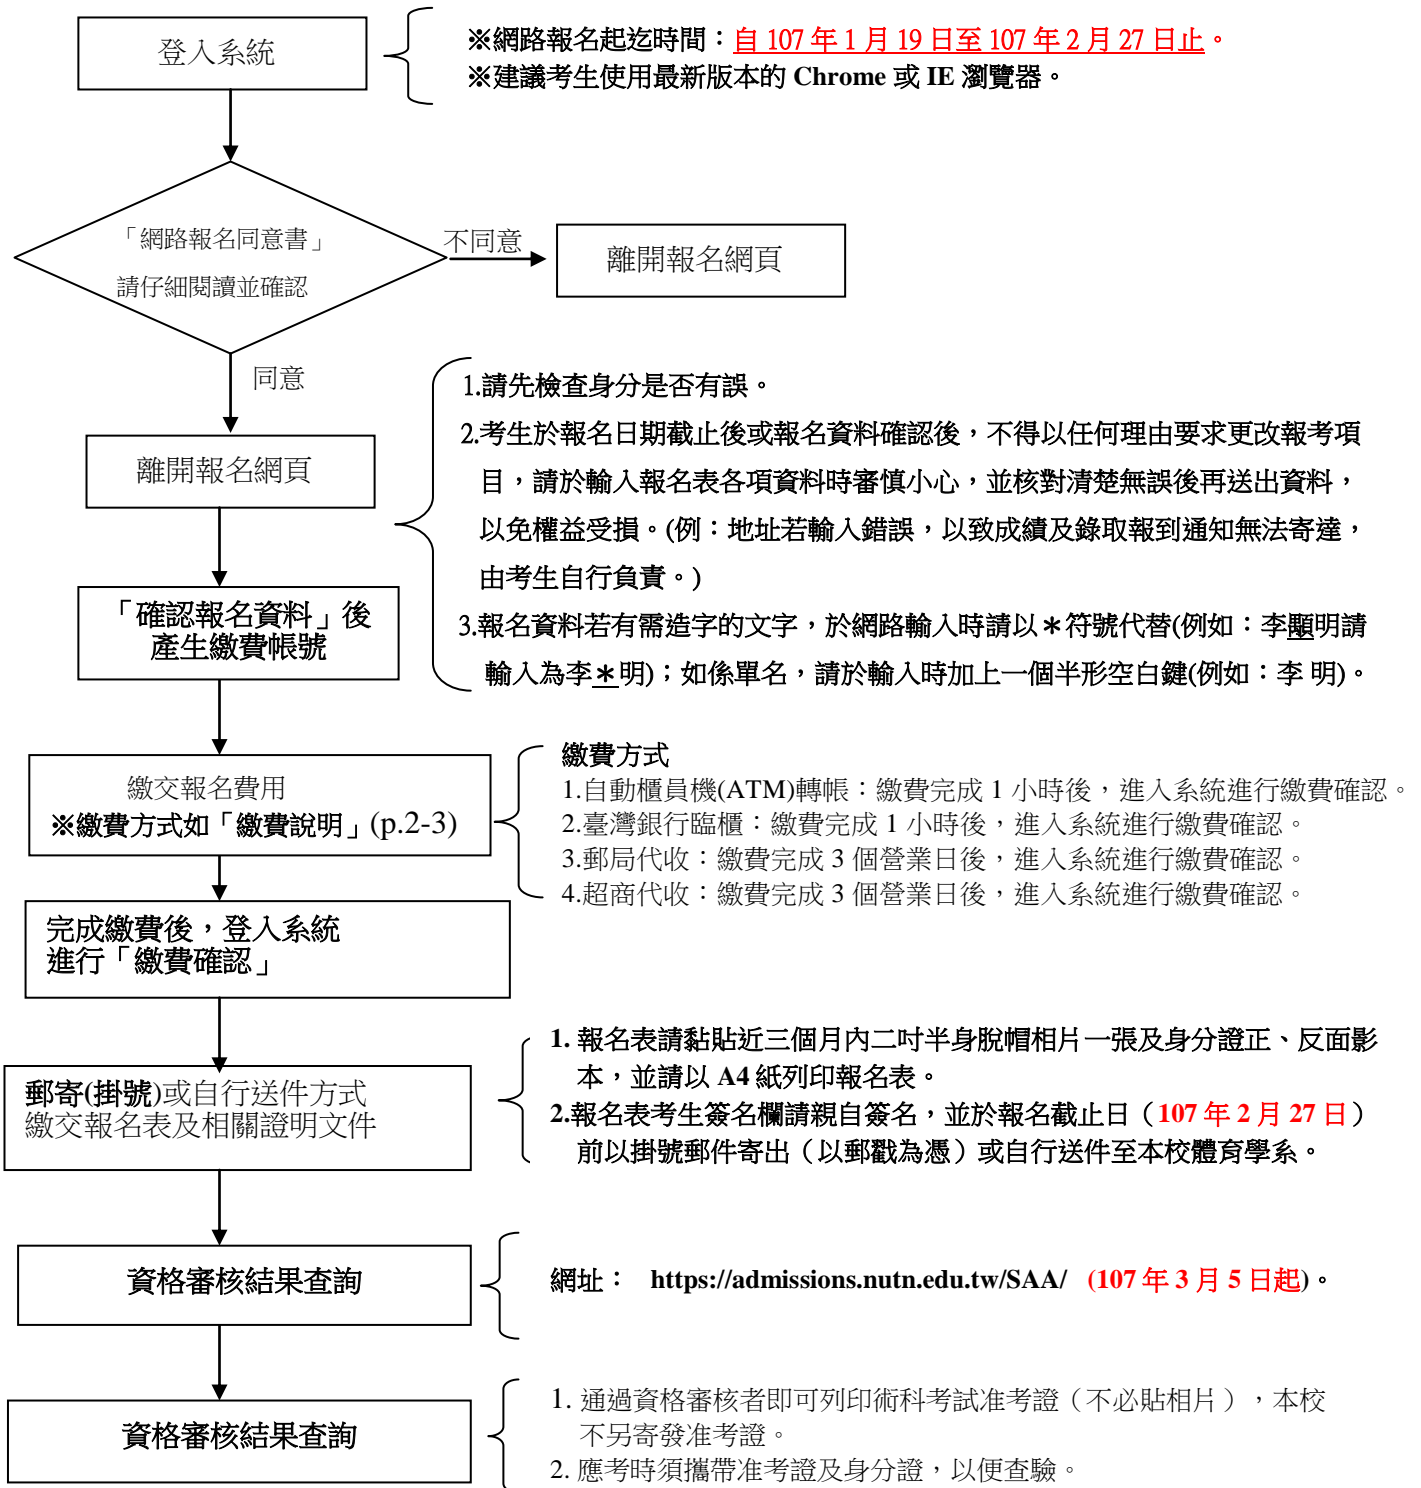 登入系統
※網路報名起迄時間：自 107 年 1 月 19 日至 107 年 2 月 27 日止。
※建議考生使用最新版本的 Chrome 或 IE 瀏覽器。
「網路報名同意書」
請仔細閱讀並確認
不同意
離開報名網頁
同意
離開報名網頁
1.請先檢查身分是否有誤。
2.考生於報名日期截止後或報名資料確認後，不得以任何理由要求更改報考項
目，請於輸入報名表各項資料時審慎小心，並核對清楚無誤後再送出資料，
以免權益受損。(例：地址若輸入錯誤，以致成績及錄取報到通知無法寄達，
由考生自行負責。)
3.報名資料若有需造字的文字，於網路輸入時請以＊符號代替(例如：李顯明請
輸入為李＊明)；如係單名，請於輸入時加上一個半形空白鍵(例如：李 明)。
「確認報名資料」後
產生繳費帳號
繳交報名費用
※繳費方式如「繳費說明」(p.2-3)
繳費方式
1.自動櫃員機(ATM)轉帳：繳費完成 1 小時後，進入系統進行繳費確認。
2.臺灣銀行臨櫃：繳費完成 1 小時後，進入系統進行繳費確認。
3.郵局代收：繳費完成 3 個營業日後，進入系統進行繳費確認。
4.超商代收：繳費完成 3 個營業日後，進入系統進行繳費確認。
完成繳費後，登入系統
進行「繳費確認」
郵寄(掛號)或自行送件方式
繳交報名表及相關證明文件
1. 報名表請黏貼近三個月內二吋半身脫帽相片一張及身分證正、反面影
本，並請以 A4 紙列印報名表。
2.報名表考生簽名欄請親自簽名，並於報名截止日（107 年 2 月 27 日）
前以掛號郵件寄出（以郵戳為憑）或自行送件至本校體育學系。
資格審核結果查詢
網址： https://admissions.nutn.edu.tw/SAA/ (107 年 3 月 5 日起)。
資格審核結果查詢
1. 通過資格審核者即可列印術科考試准考證（不必貼相片），本校
不另寄發准考證。
2. 應考時須攜帶准考證及身分證，以便查驗。